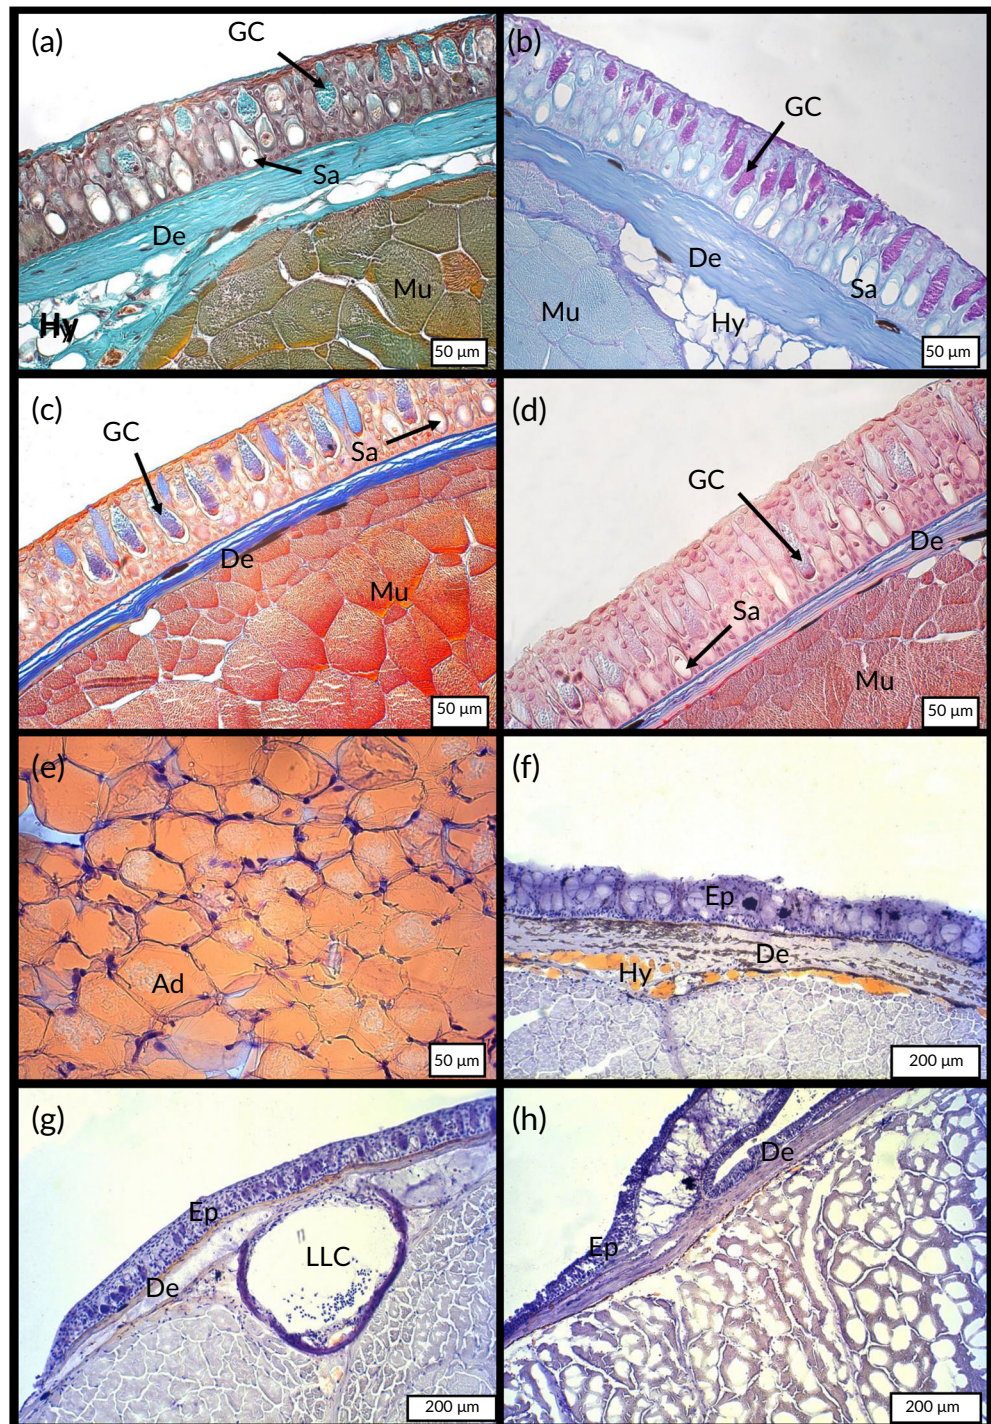 (a)
GC
Sa
De
Mu
Hy
50 µm
(b)
GC
De
Sa
Mu
Hy
50 µm
(c)
GC
Sa
De
Mu
50 µm
(d)
GC
De
Sa
Mu
50 µm
(e)
Ad
50 µm
(f)
Ep
De
Hy
200 µm
(g)
Ep
LLC
De
200 µm
(h)
De
Ep
200 µm